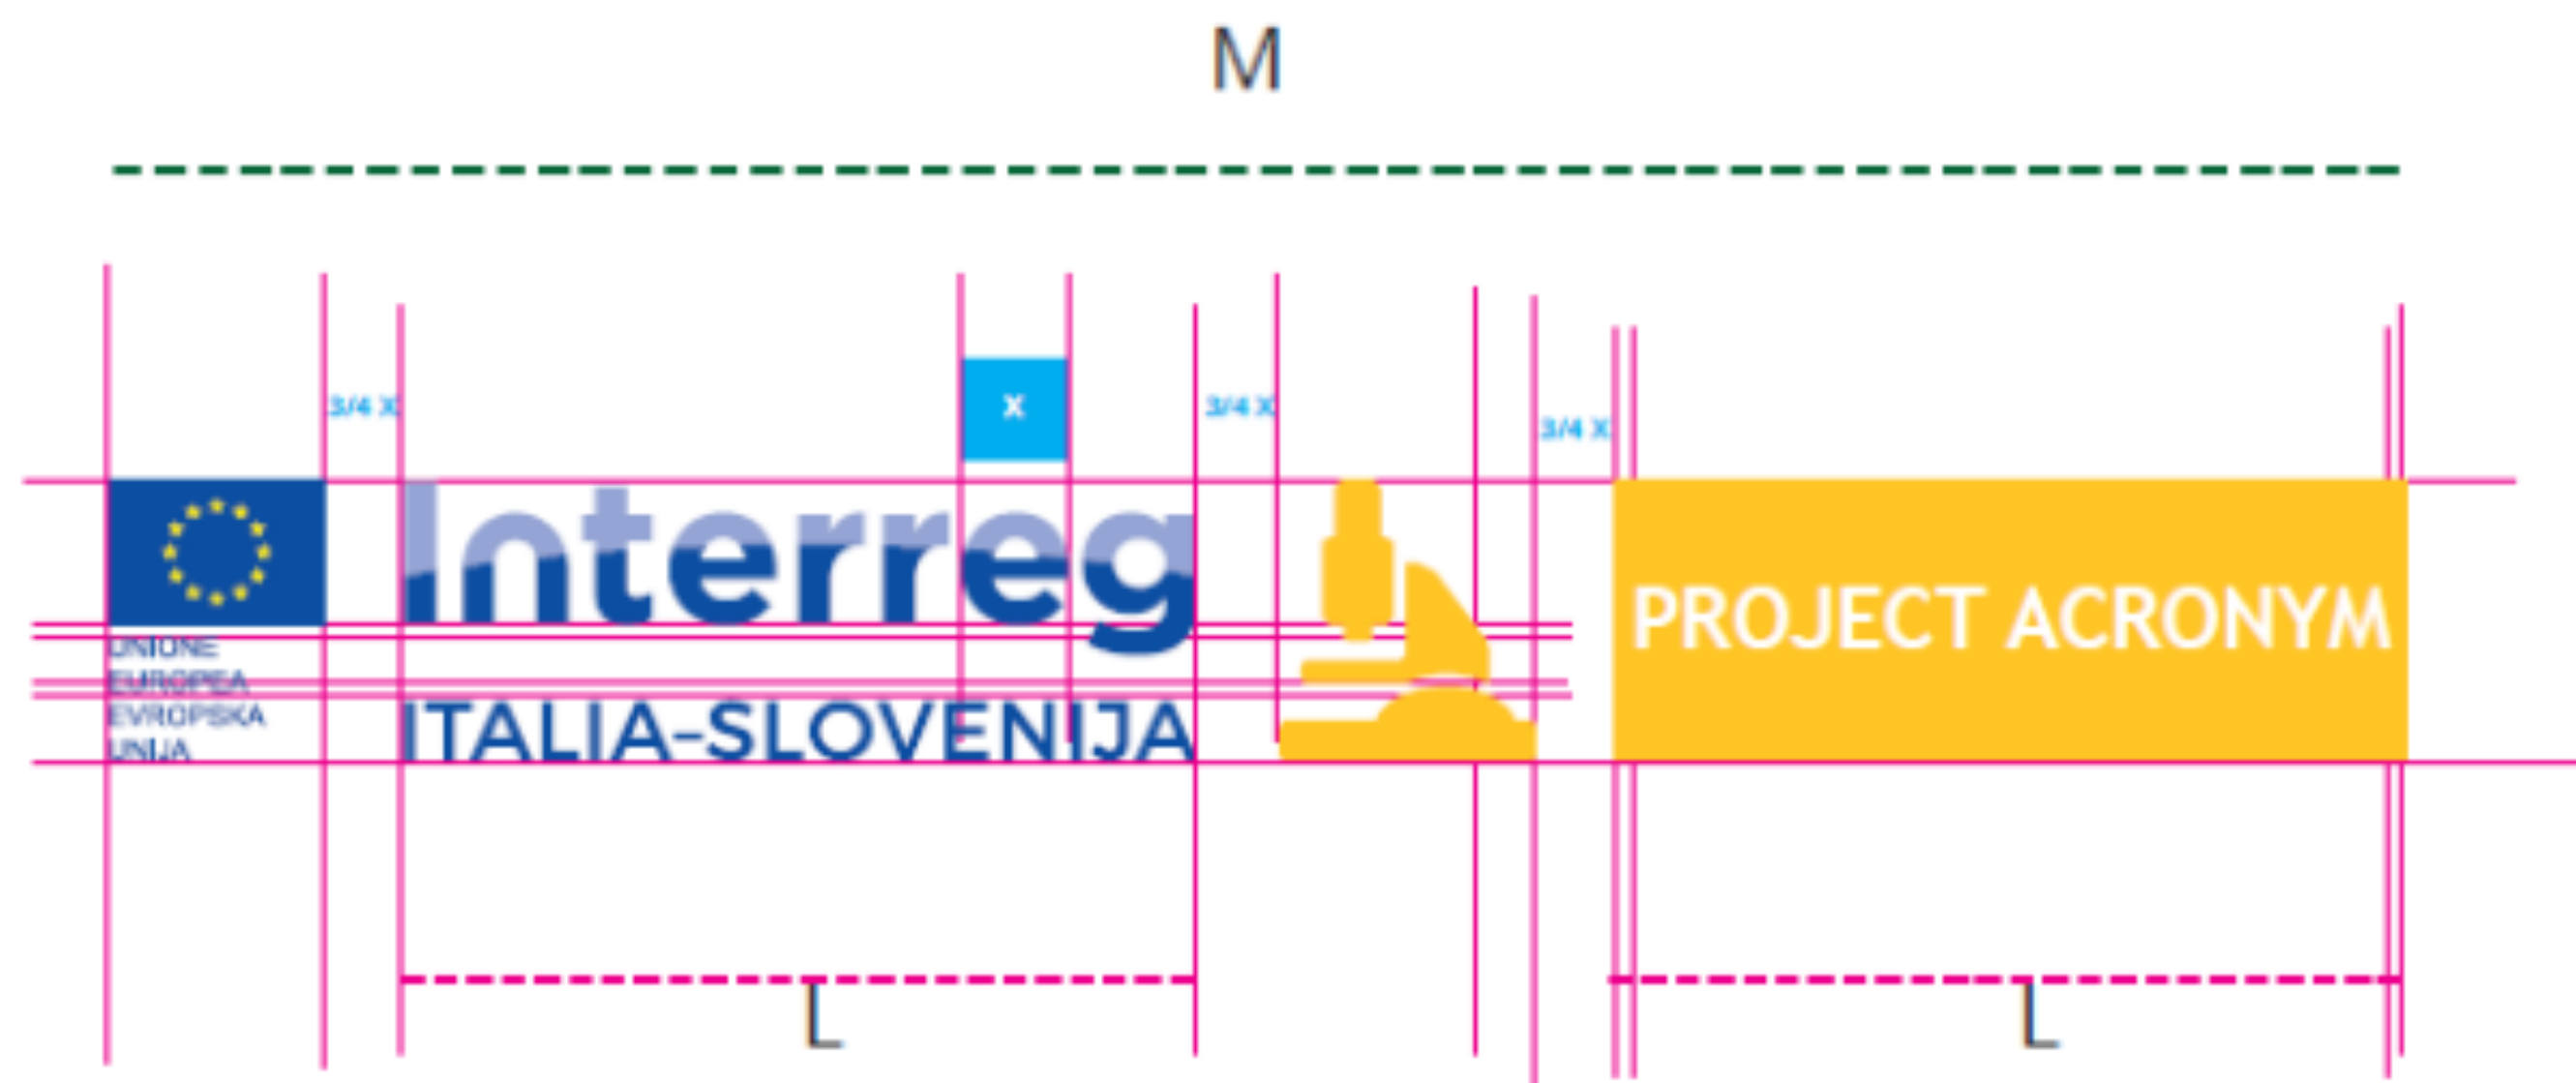 M
3/4 X
X
3/4 X
3/4 X
Interreg
UNIONE
EUROPEA
EVROPSKA
UNIJA
ITALIA-SLOVENIJA
PROJECT ACRONYM
L
L